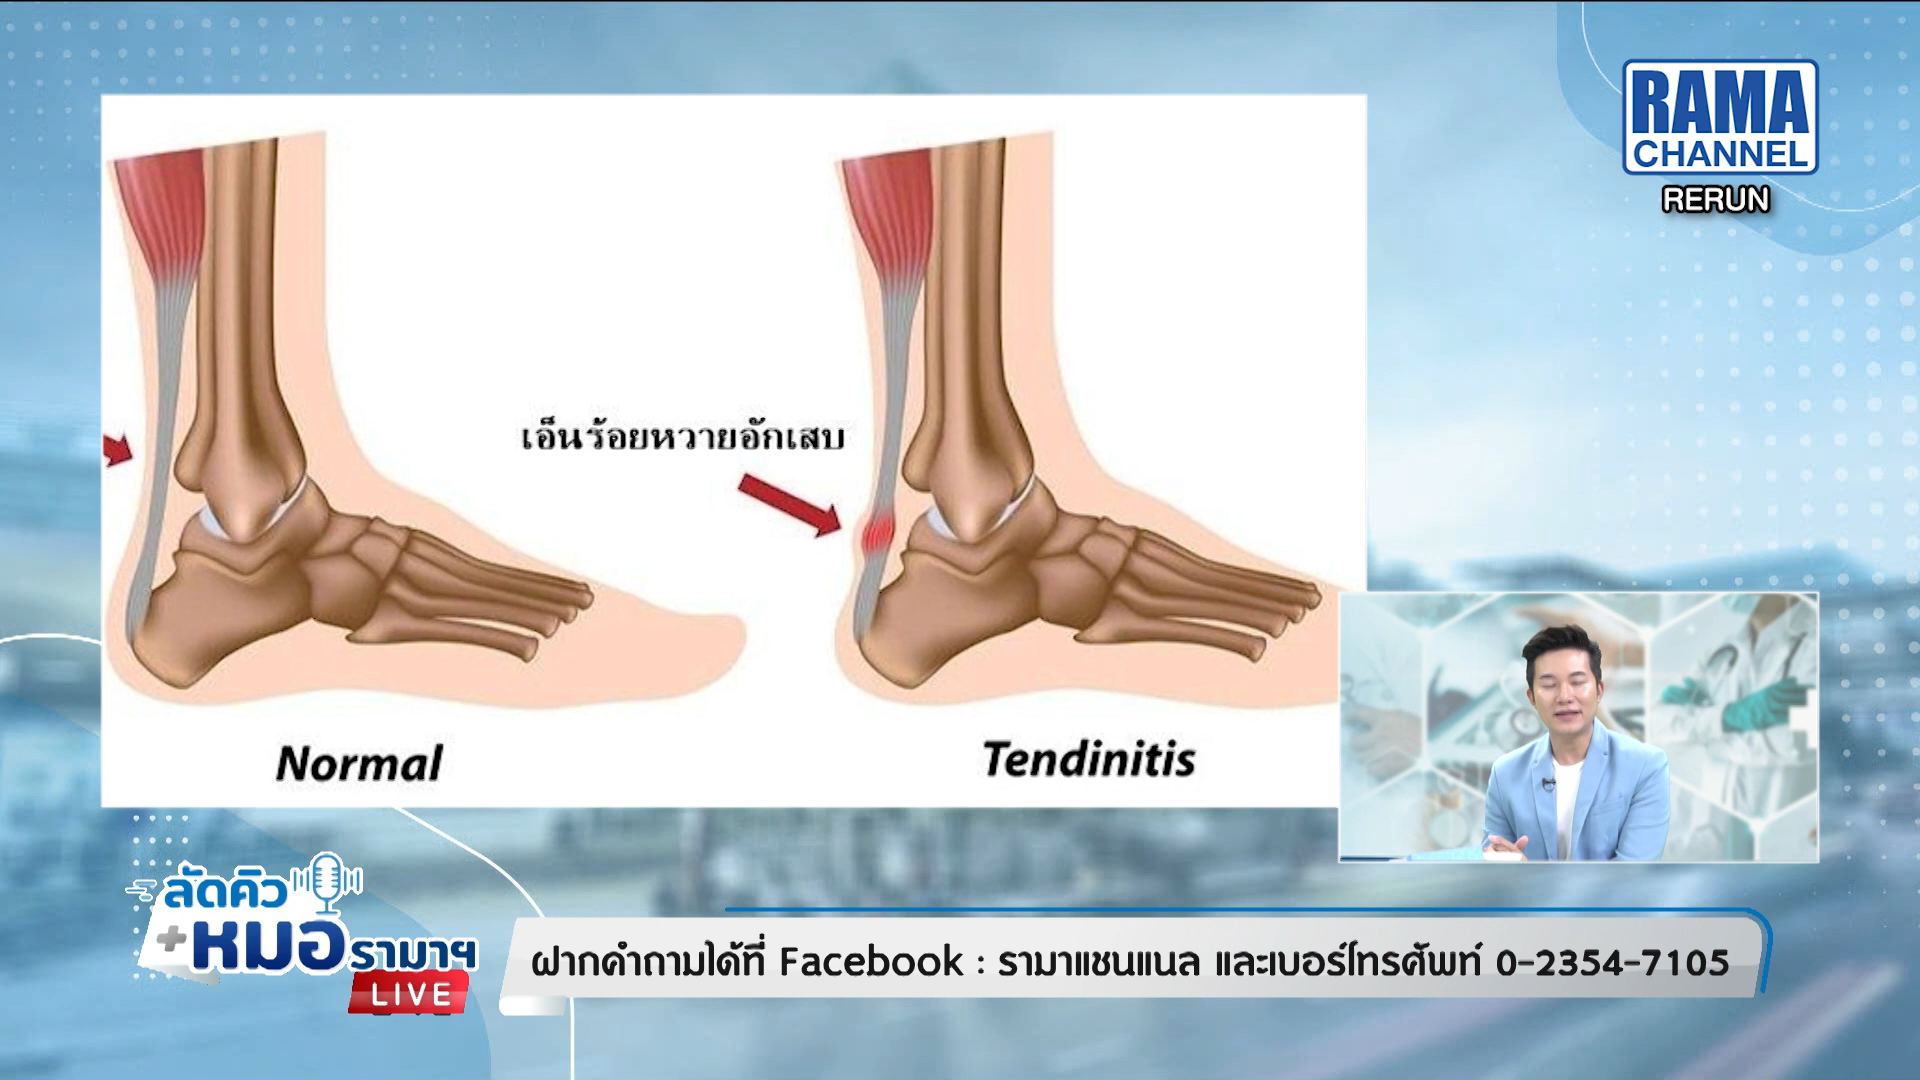 RAMA
CHANNEL
RERUN
เอ็นร้อยหวายอักเสบ
Normal
Tendinitis
ลัดคิว
หมอรามาฯ
LIVE
ฝากคำถามได้ที่ Facebook : รามาแชนแนล และเบอร์โทรศัพท์ 0-2354-7105